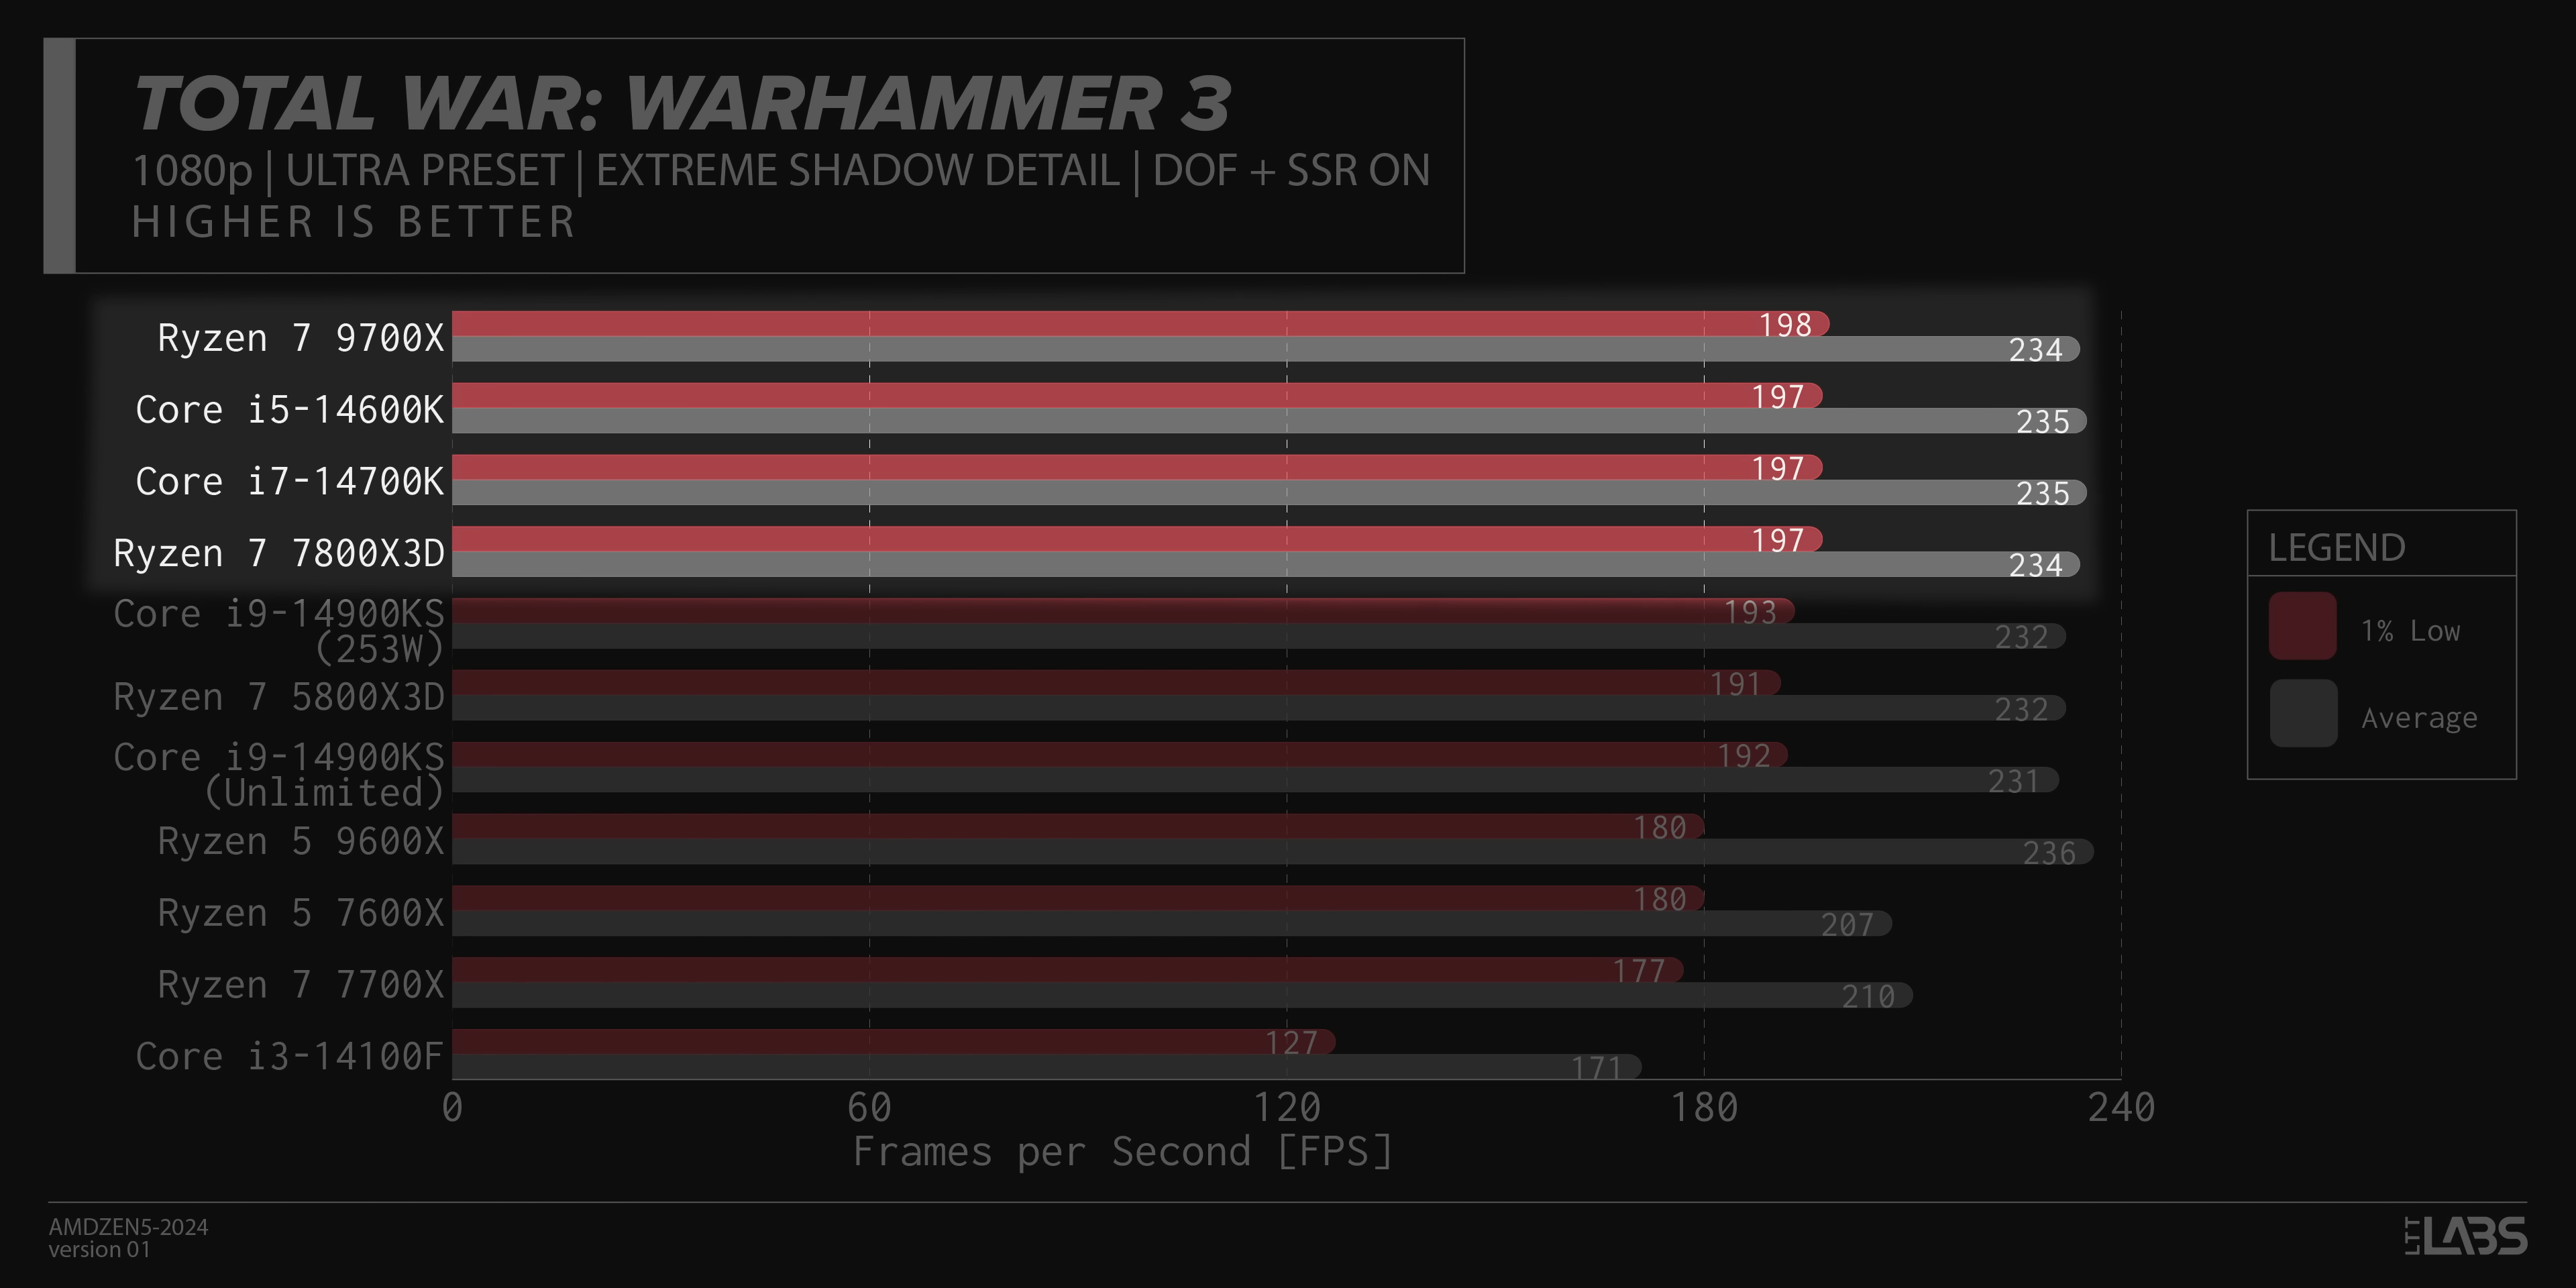 TOTAL WAR: WARHAMMER 3
1080p | ULTRA PRESET | EXTREME SHADOW DETAIL | DOF + SSR ON
HIGHER IS BETTER
Ryzen 7 9700X
198
234
Core i5-14600K
197
235
Core i7-14700K
197
235
Ryzen 7 7800X3D
197
234
Core i9-14900KS
(253W)
193
232
Ryzen 7 5800X3D
191
232
Core i9-14900KS
(Unlimited)
192
231
Ryzen 5 9600X
180
236
Ryzen 5 7600X
180
207
Ryzen 7 7700X
177
210
Core i3-14100F
127
171
0 60 120 180 240
Frames per Second [FPS]
LEGEND
1% Low
Average
AMDZEN5-2024
version 01
LTT LABS